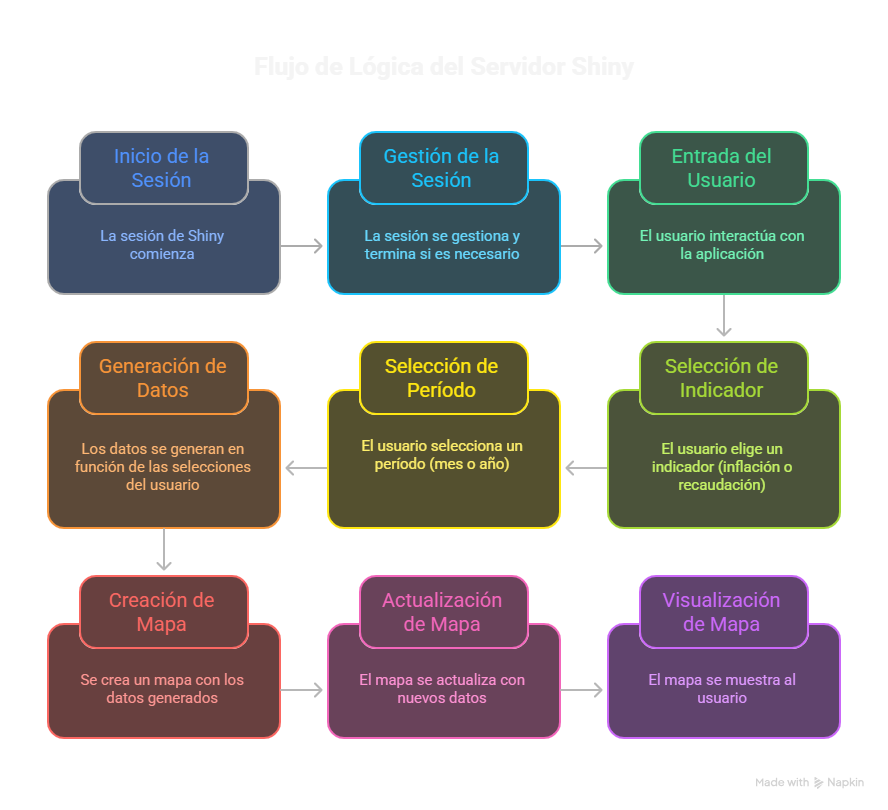 Flujo de Lógica del Servidor Shiny
Inicio de la
Sesión
La sesión de Shiny
comienza
Gestión de la
Sesión
La sesión se gestiona y
termina si es necesario
Entrada del
Usuario
El usuario interactúa con
la aplicación
Selección de
Indicador
El usuario elige un
indicador (inflación o
recaudación)
Selección de
Período
El usuario selecciona un
período (mes o año)
Generación de
Datos
Los datos se generan en
función de las selecciones
del usuario
Creación de
Mapa
Se crea un mapa con los
datos generados
Actualización
de Mapa
El mapa se actualiza con
nuevos datos
Visualización
de Mapa
El mapa se muestra al
usuario
Made with Napkin